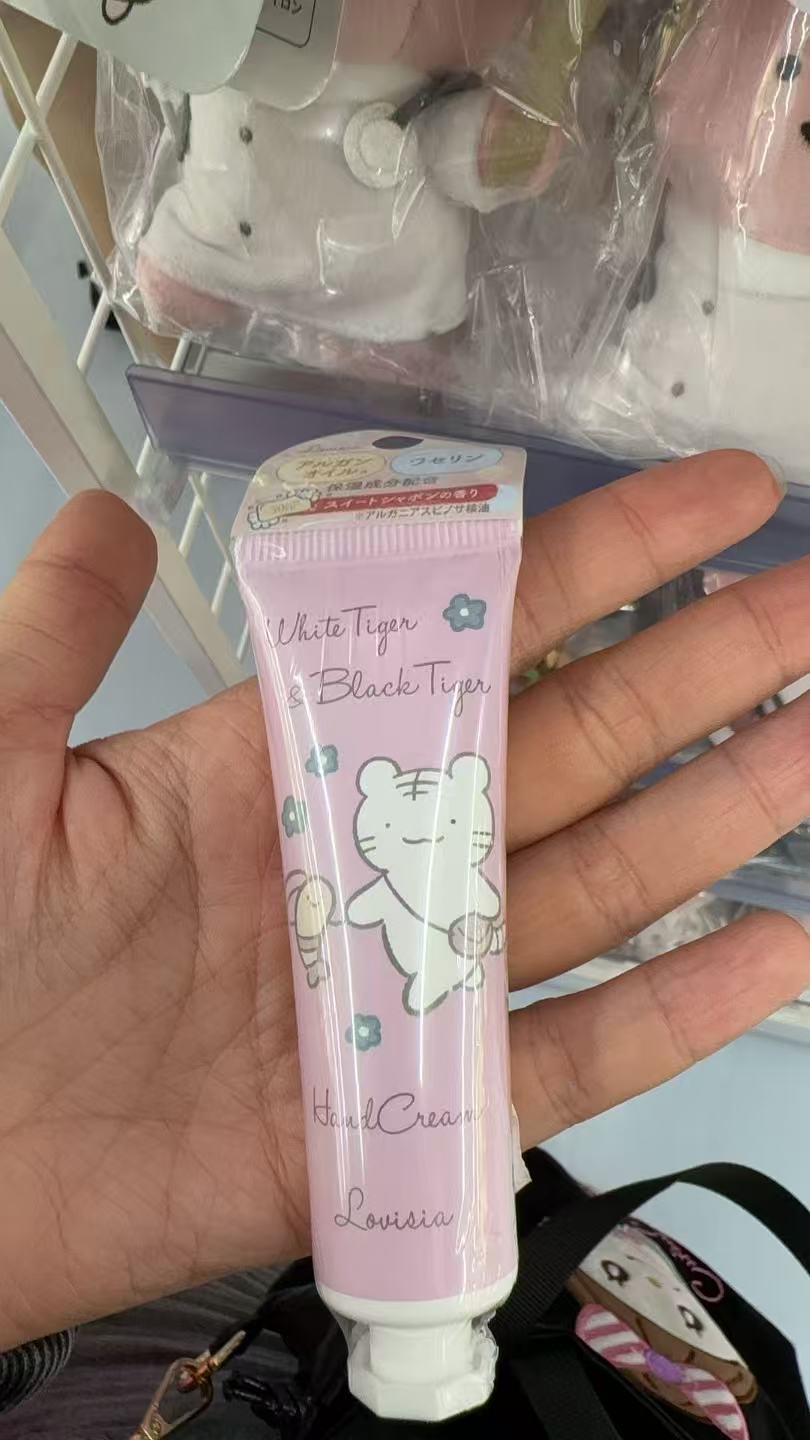 アルガン
オイル※
ワセリン
保湿成分配合
スイートシャボンの香り
※アルガニアスピノサ核油
White Tiger
& Black Tiger
Hand Cream
Lovisia